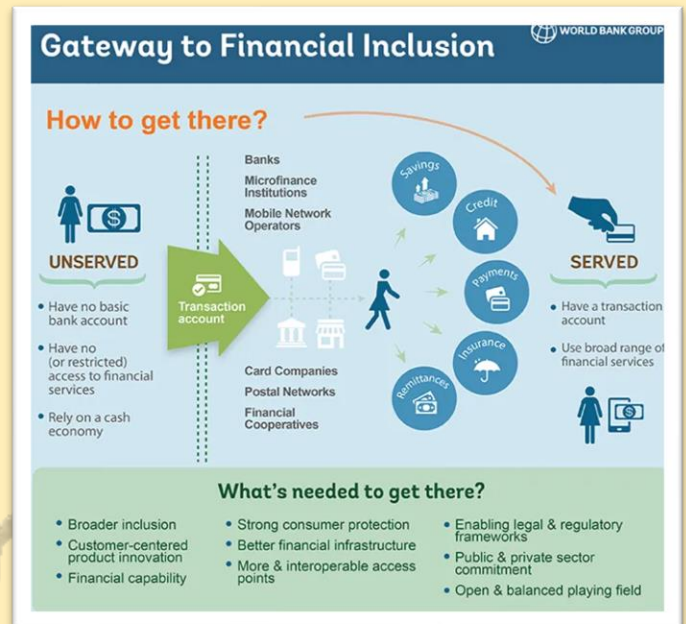 Gateway to Financial Inclusion
WORLD BANK GROUP
How to get there?
UNSERVED
• Have no basic
bank account
• Have no
(or restricted)
access to financial
services
• Rely on a cash
economy
Transaction
account
Banks
Microfinance
Institutions
Mobile Network
Operators
Card Companies
Postal Networks
Financial
Cooperatives
Savings
Credit
Payments
Insurance
Remittances
SERVED
• Have a transaction
account
• Use broad range of
financial services
What's needed to get there?
• Broader inclusion
• Customer-centered
product innovation
• Financial capability
• Strong consumer protection
• Better financial infrastructure
• More & interoperable access
points
• Enabling legal & regulatory
frameworks
• Public & private sector
commitment
• Open & balanced playing field